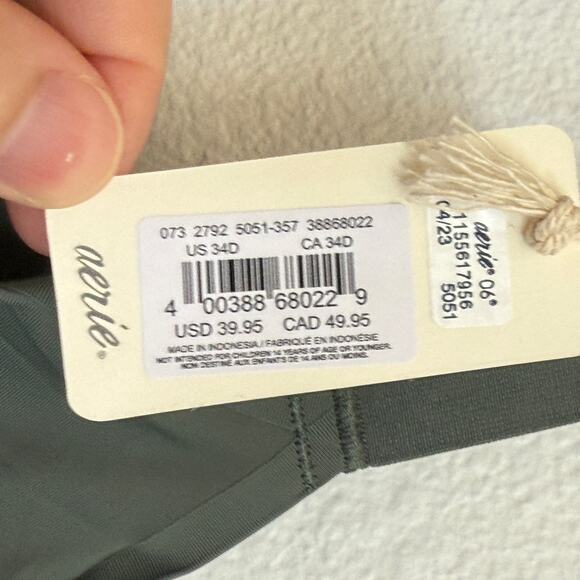 aerie®
073 2792 5051-357 38868022
US 34D CA 34D
4 00388 68022 9
USD 39.95 CAD 49.95
MADE IN INDONESIA / FABRIQUÉ EN INDONÉSIE
NOT INTENDED FOR CHILDREN 14 YEARS OF AGE OR YOUNGER.
NON DESTINÉ AUX ENFANTS DE 14 ANS OU MOINS.
aerie® 06®
1155617956
04/23 5051